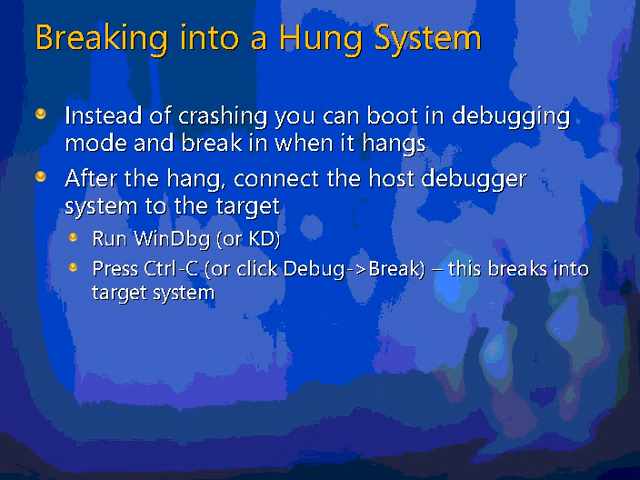 Breaking into a Hung System
Instead of crashing you can boot in debugging
mode and break in when it hangs
After the hang, connect the host debugger
system to the target
Run WinDbg (or KD)
Press Ctrl-C (or click Debug->Break) – this breaks into
target system